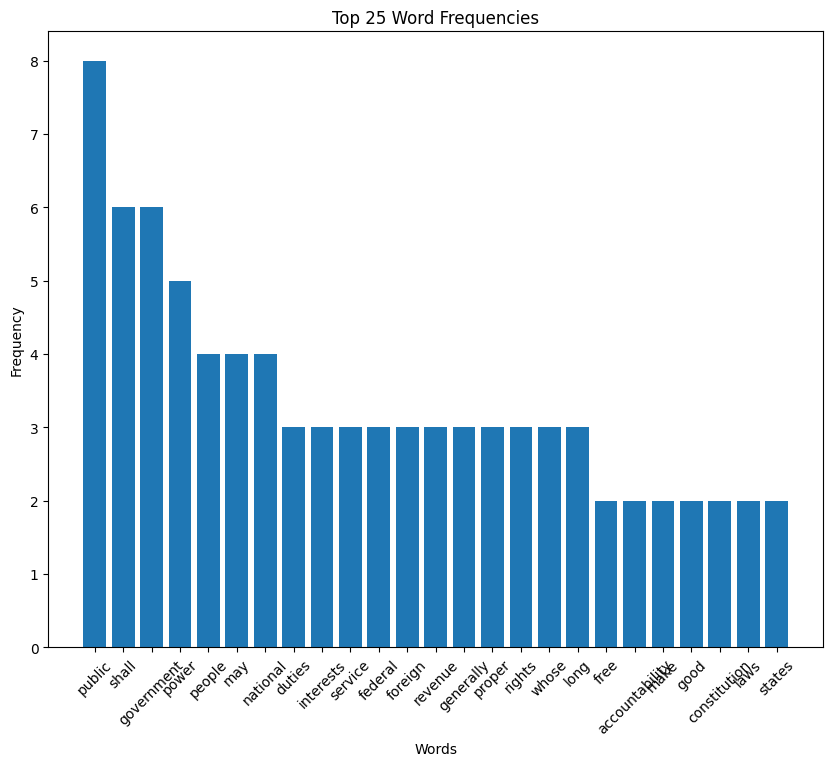 Top 25 Word Frequencies
Frequency
8
7
6
5
4
3
2
1
0
public
shall
government
power
people
may
national
duties
interests
service
federal
foreign
revenue
generally
proper
rights
whose
long
free
accountability
make
good
constitution
laws
states
Words